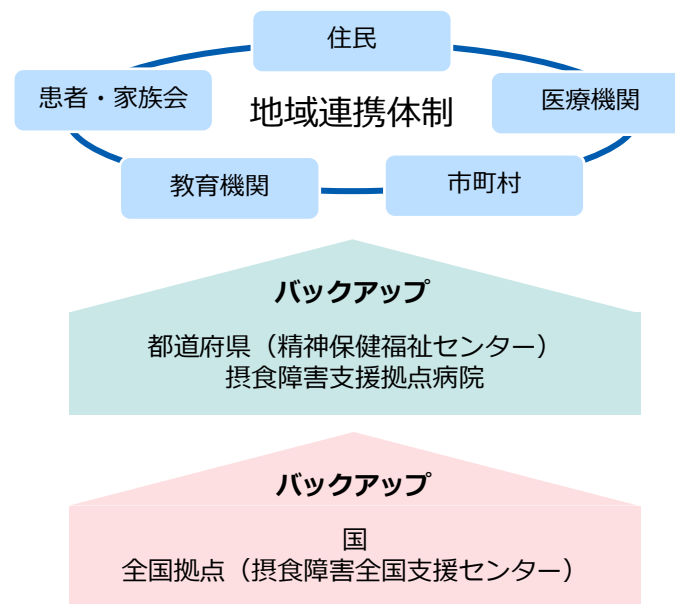 住民
患者・家族会
地域連携体制
医療機関
教育機関
市町村
バックアップ
都道府県（精神保健福祉センター）
摂食障害支援拠点病院
バックアップ
国
全国拠点（摂食障害全国支援センター）